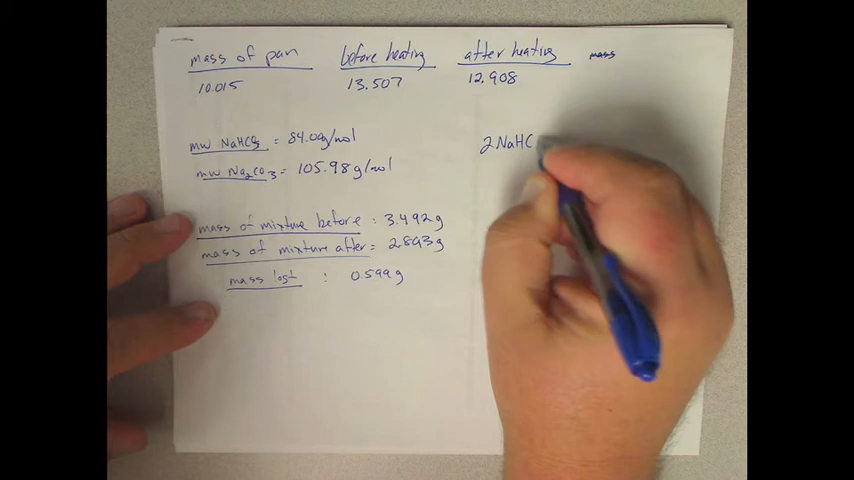 mass of pan before heating after heating mass
10.015 13.507 12.908
mw NaHCO3 = 84.00g/mol
mw Na2CO3 = 105.98 g/mol
2NaHC
mass of mixture before : 3.492g
mass of mixture after = 2.893g
mass lost : 0.599g